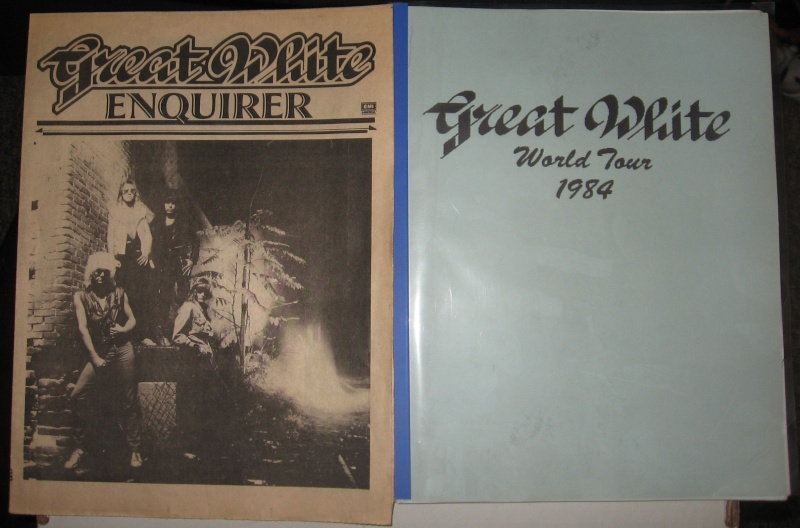 Great White
ENQUIRER
EMI
Great White
World Tour
1984